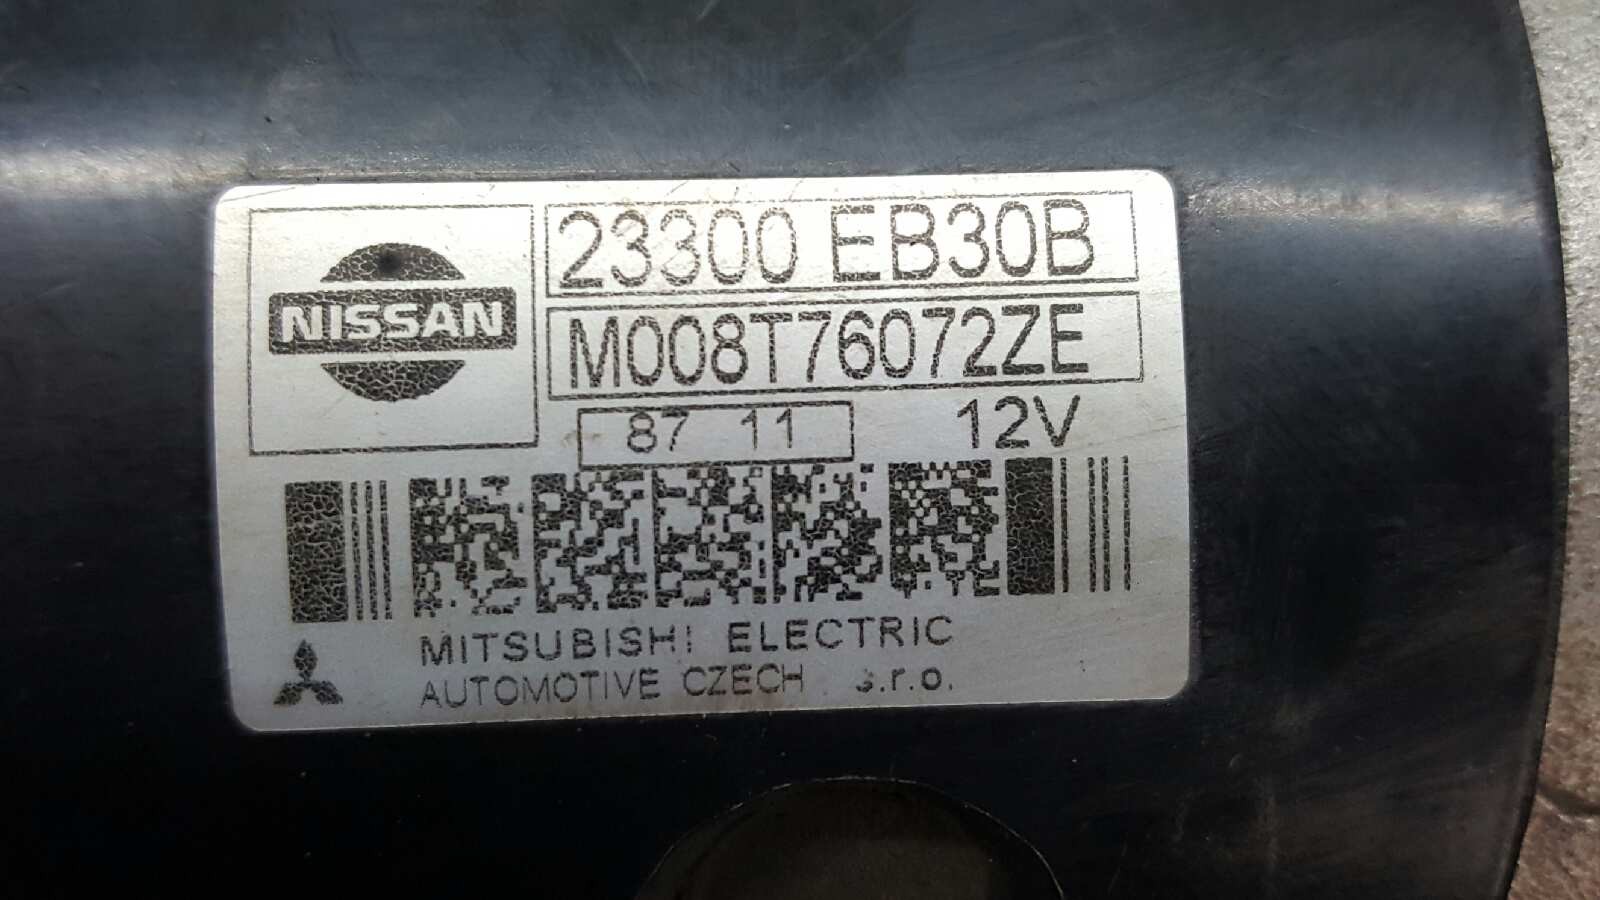 NISSAN
23300 EB30B
M008T76072ZE
87 11
12V
MITSUBISHI ELECTRIC
AUTOMOTIVE CZECH s.r.o.